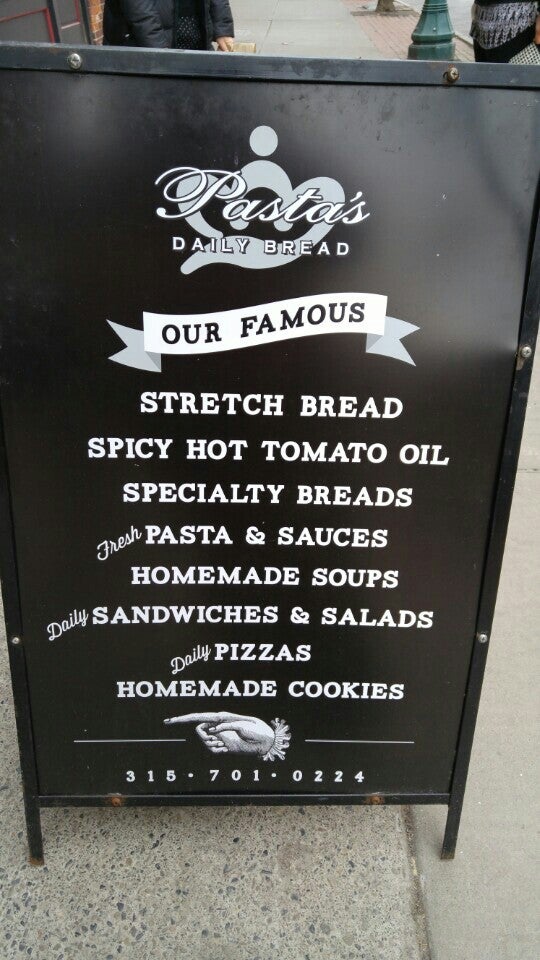 Pasta's
DAILY BREAD
OUR FAMOUS
STRETCH BREAD
SPICY HOT TOMATO OIL
SPECIALTY BREADS
Fresh PASTA & SAUCES
HOMEMADE SOUPS
Daily SANDWICHES & SALADS
Daily PIZZAS
HOMEMADE COOKIES
315 • 701 • 0224